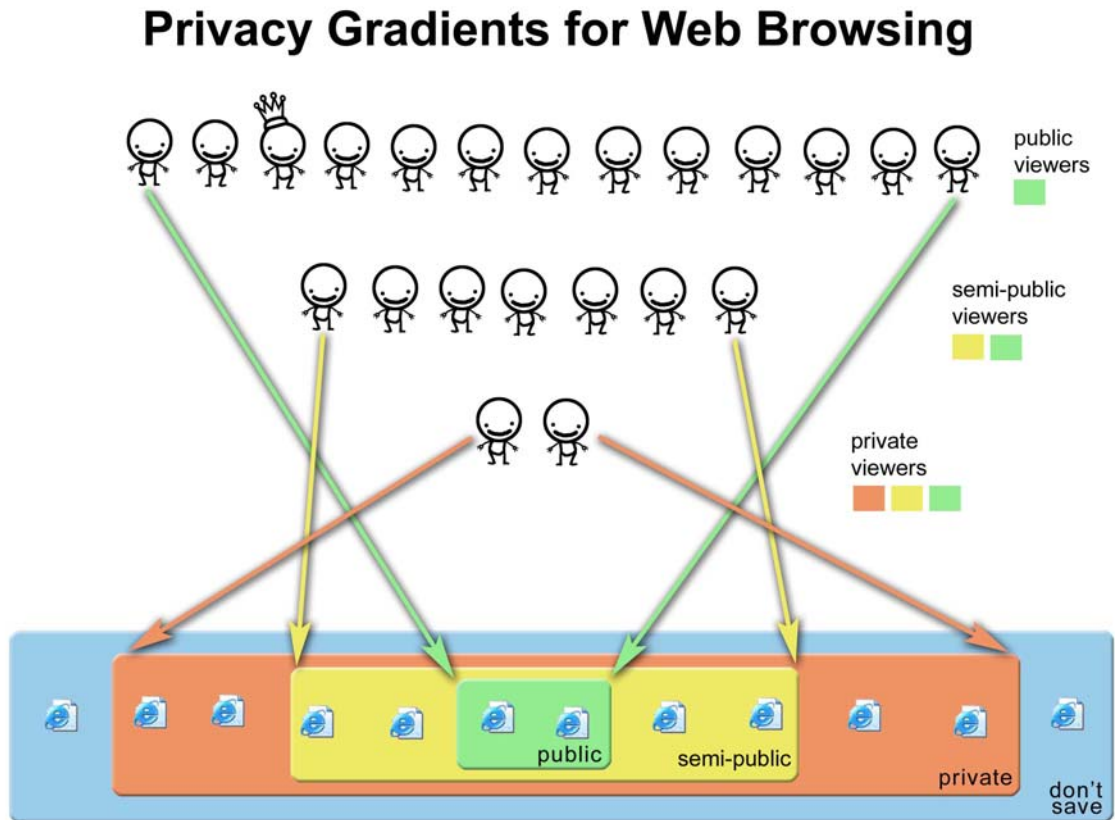 Privacy Gradients for Web Browsing
public
viewers
semi-public
viewers
private
viewers
public
semi-public
private
don't
save